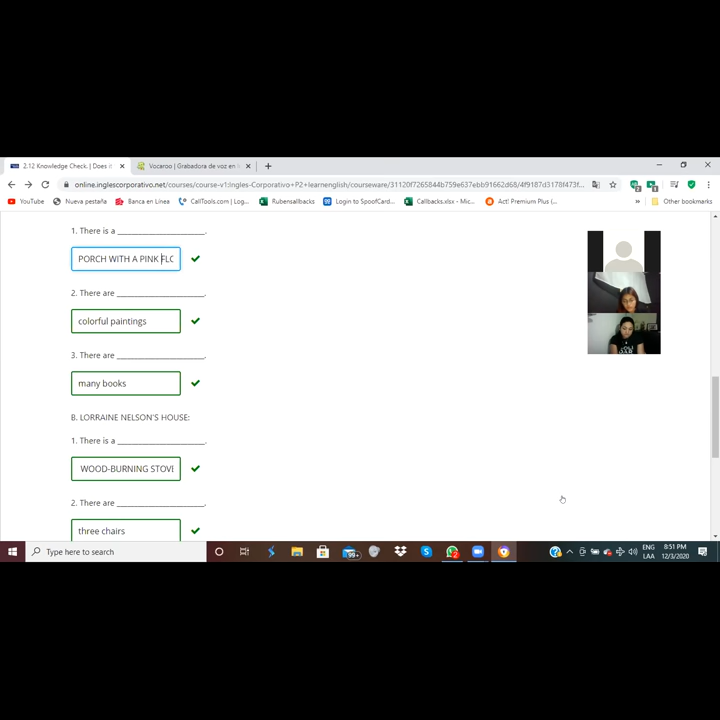 2.12 Knowledge Check. | Does it
Vocaroo | Grabadora de voz en l
online.inglescorporativo.net/courses/course-v1:Ingles-Corporativo+P2+learnenglish/courseware/31120f7265844b759e637ebb91662d68/4f9187d3178f473f...
YouTube
Nueva pestaña
Banca en Línea
CallTools.com | Log...
Rubensallbacks
Login to SpoofCard...
Callbacks.xlsx - Mic...
Act! Premium Plus (...
»
Other bookmarks
1. There is a ____________________.
PORCH WITH A PINK FLO
2. There are ____________________.
colorful paintings
3. There are ____________________.
many books
B. LORRAINE NELSON'S HOUSE:
1. There is a ____________________.
WOOD-BURNING STOVE
2. There are ____________________.
three chairs
Type here to search
99+
ENG
LAA
8:51 PM
12/3/2020